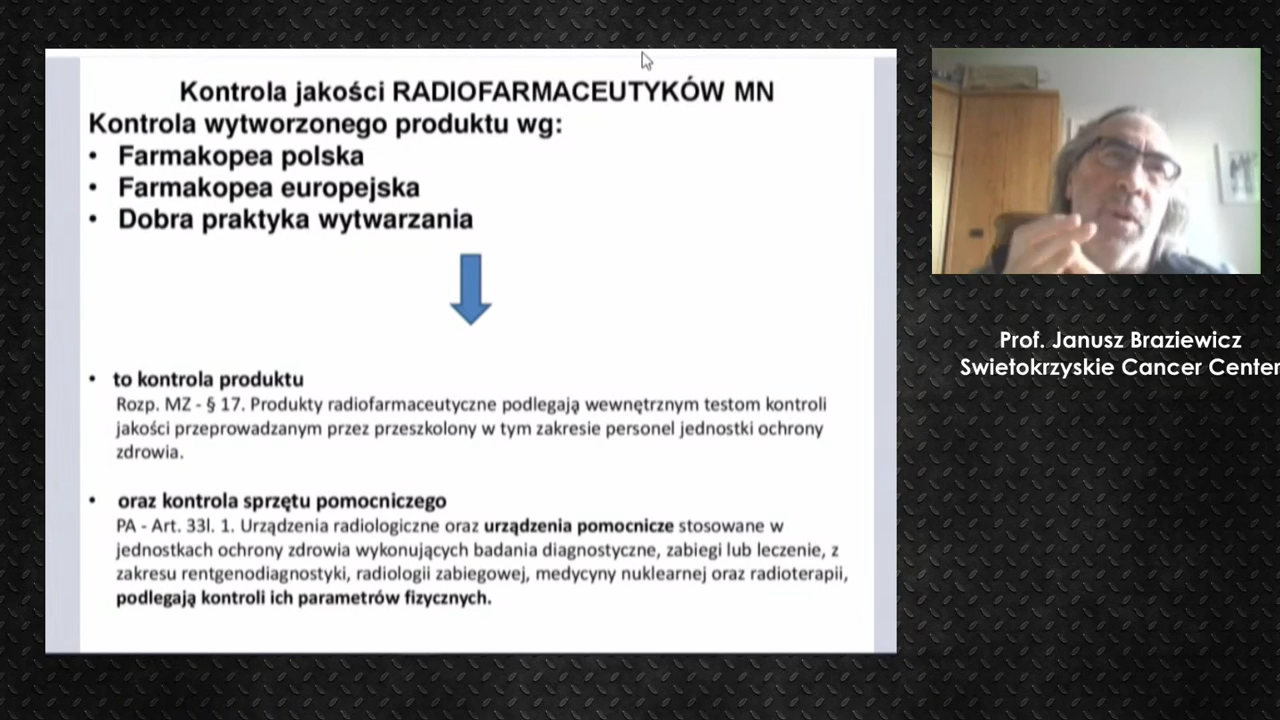 Kontrola jakości RADIOFARMACEUTYKÓW MN
Kontrola wytworzonego produktu wg:
• Farmakopea polska
• Farmakopea europejska
• Dobra praktyka wytwarzania
• to kontrola produktu
Rozp. MZ - § 17. Produkty radiofarmaceutyczne podlegają wewnętrznym testom kontroli
jakości przeprowadzanym przez przeszkolony w tym zakresie personel jednostki ochrony
zdrowia.
• oraz kontrola sprzętu pomocniczego
PA - Art. 33l. 1. Urządzenia radiologiczne oraz urządzenia pomocnicze stosowane w
jednostkach ochrony zdrowia wykonujących badania diagnostyczne, zabiegi lub leczenie, z
zakresu rentgenodiagnostyki, radiologii zabiegowej, medycyny nuklearnej oraz radioterapii,
podlegają kontroli ich parametrów fizycznych.
Prof. Janusz Braziewicz
Swietokrzyskie Cancer Center